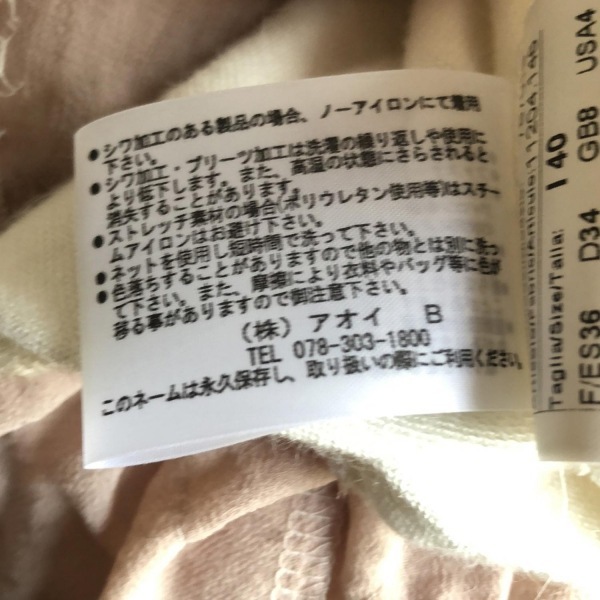 ●シワ加工のある製品の場合、ノーアイロンにて着用
下さい。
●シワ加工・プリーツ加工は洗濯の繰り返しや使用に
より低下します。また、高温の状態にさらされると
消失することがあります。
●ストレッチ素材の場合(ポリウレタン使用等)はスチー
ムアイロンはお避け下さい。
●ネットを使用し短時間で洗って下さい。
●色落ちすることがありますので他の物とは別に洗っ
て下さい。また、摩擦により衣料やバッグ等に色が
移る事がありますので御注意下さい。
(株) アオイ B
TEL 078-303-1800
このネームは永久保存し、取り扱いの際にご利用ください。
Taglia/Size/Talla:
I 40
F/ES36 D34 GB8 USA4